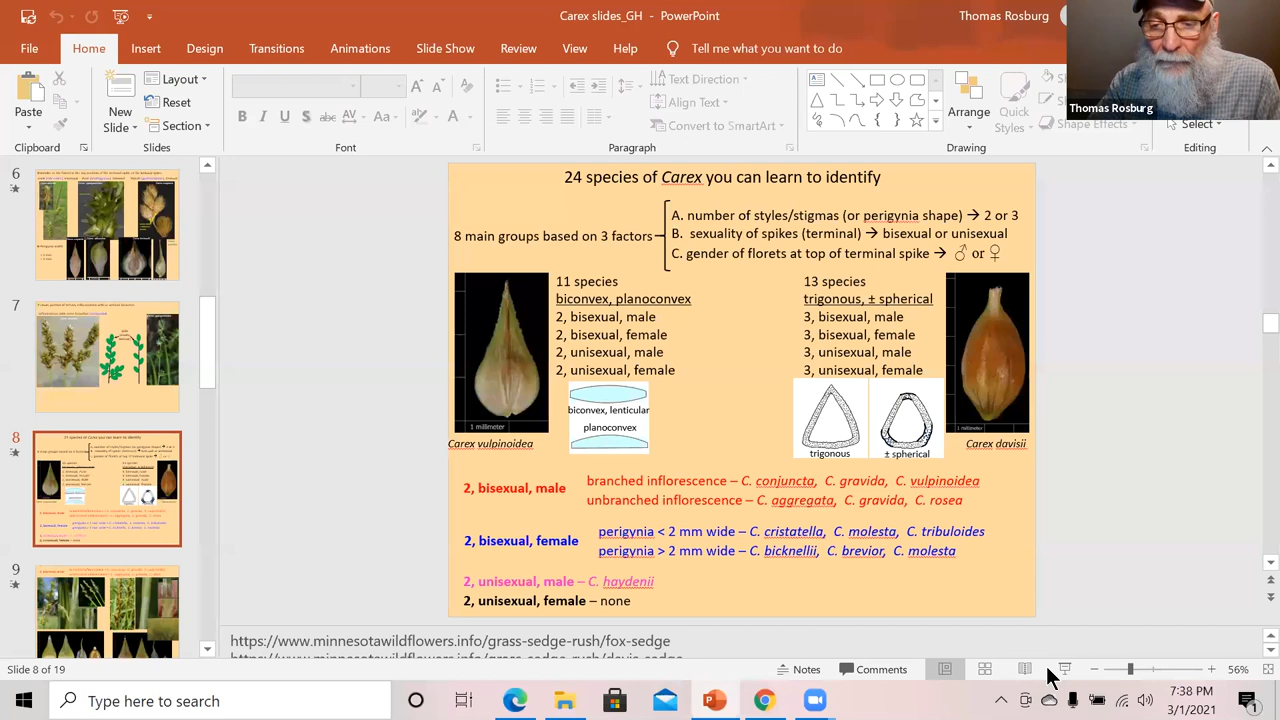 Carex slides_GH - PowerPoint
Thomas Rosburg
File Home Insert Design Transitions Animations Slide Show Review View Help Tell me what you want to do
Paste
New Slide
Layout
Reset
Section
Text Direction
Align Text
Convert to SmartArt
Arrange
Quick Styles
Shape Effects
Select
Thomas Rosburg
Clipboard Slides Font Paragraph Drawing Editing
6
7
8
9
24 species of Carex you can learn to identify
8 main groups based on 3 factors
A. number of styles/stigmas (or perigynia shape) → 2 or 3
B. sexuality of spikes (terminal) → bisexual or unisexual
C. gender of florets at top of terminal spike → ♂ or ♀
11 species
biconvex, planoconvex
2, bisexual, male
2, bisexual, female
2, unisexual, male
2, unisexual, female
13 species
trigonous, ± spherical
3, bisexual, male
3, bisexual, female
3, unisexual, male
3, unisexual, female
biconvex, lenticular
planoconvex
trigonous
± spherical
1 millimeter
1 millimeter
Carex vulpinoidea
Carex davisii
2, bisexual, male
branched inflorescence – C. conjuncta, C. gravida, C. vulpinoidea
unbranched inflorescence - C. aggregata, C. gravida, C. rosea
2, bisexual, female
perigynia < 2 mm wide – C. cristatella, C. molesta, C. tribuloides
perigynia > 2 mm wide – C. bicknellii, C. brevior, C. molesta
2, unisexual, male – C. haydenii
2, unisexual, female – none
https://www.minnesotawildflowers.info/grass-sedge-rush/fox-sedge
Slide 8 of 19
Notes
Comments
56%
Type here to search
7:38 PM
3/1/2021